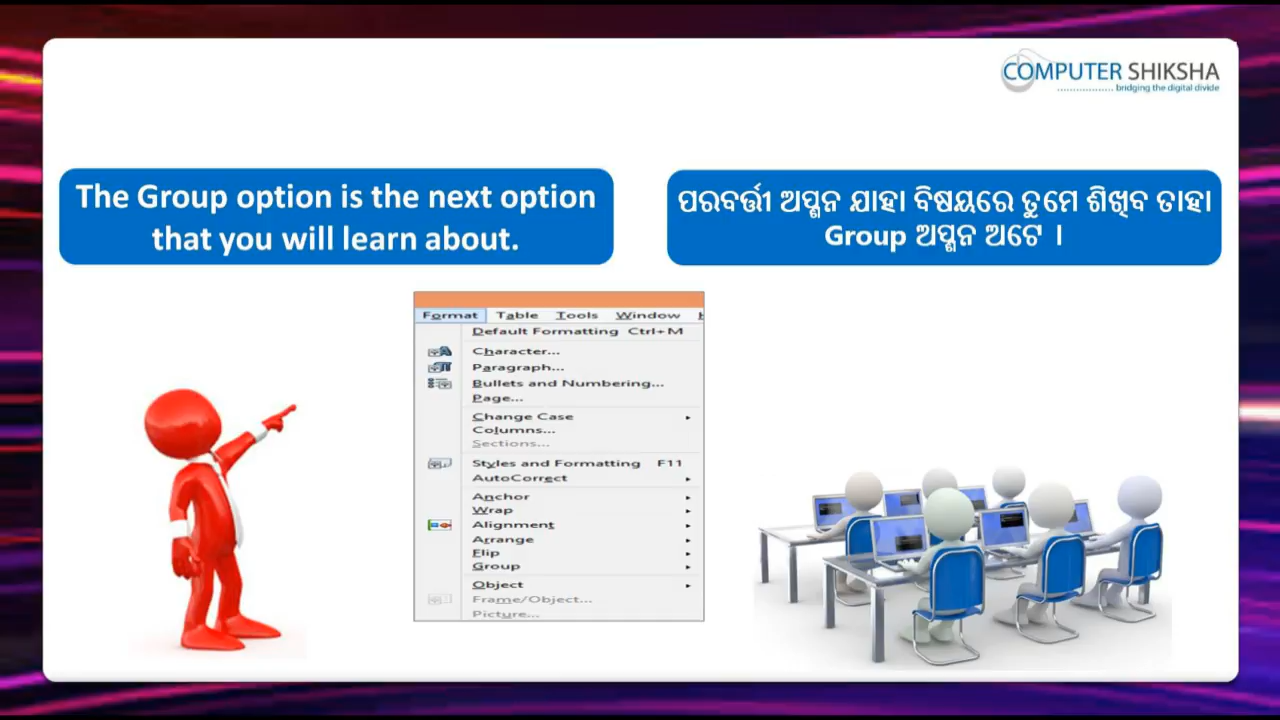 COMPUTER SHIKSHA
bridging the digital divide
The Group option is the next option
that you will learn about.
ପରବର୍ତ୍ତୀ ଅପ୍ସନ ଯାହା ବିଷୟରେ ତୁମେ ଶିଖିବ ତାହା
Group ଅପ୍ସନ ଅଟେ ।
Format Table Tools Window
Default Formatting Ctrl+M
Character...
Paragraph...
Bullets and Numbering...
Page...
Change Case
Columns...
Sections...
Styles and Formatting F11
AutoCorrect
Anchor
Wrap
Alignment
Arrange
Flip
Group
Object
Frame/Object...
Picture...